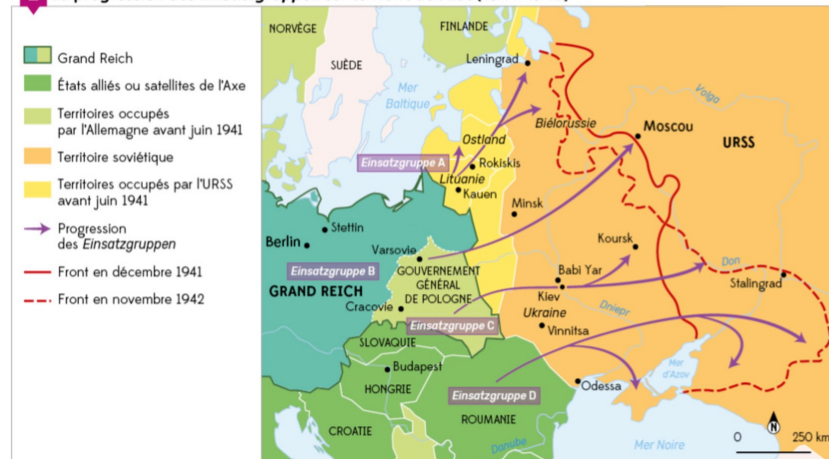 Grand Reich
États alliés ou satellites de l'Axe
Territoires occupés
par l'Allemagne avant juin 1941
Territoire soviétique
Territoires occupés par l'URSS
avant juin 1941
Progression
des Einsatzgruppen
Front en décembre 1941
Front en novembre 1942
NORVÈGE
FINLANDE
SUÈDE
Leningrad
Mer
Baltique
Volga
Biélorussie
Moscou
Ostland
URSS
Einsatzgruppe A
Rokiskis
Lituanie
Kauen
Minsk
Stettin
Berlin
Varsovie
Koursk
Einsatzgruppe B
GOUVERNEMENT
GÉNÉRAL
DE POLOGNE
Babi Yar
Don
GRAND REICH
Kiev
Stalingrad
Cracovie
Dniepr
Einsatzgruppe C
Ukraine
Vinnitsa
SLOVAQUIE
Budapest
Mer
d'Azov
HONGRIE
Odessa
Einsatzgruppe D
ROUMANIE
CROATIE
N
Danube
Mer Noire
0 250 km